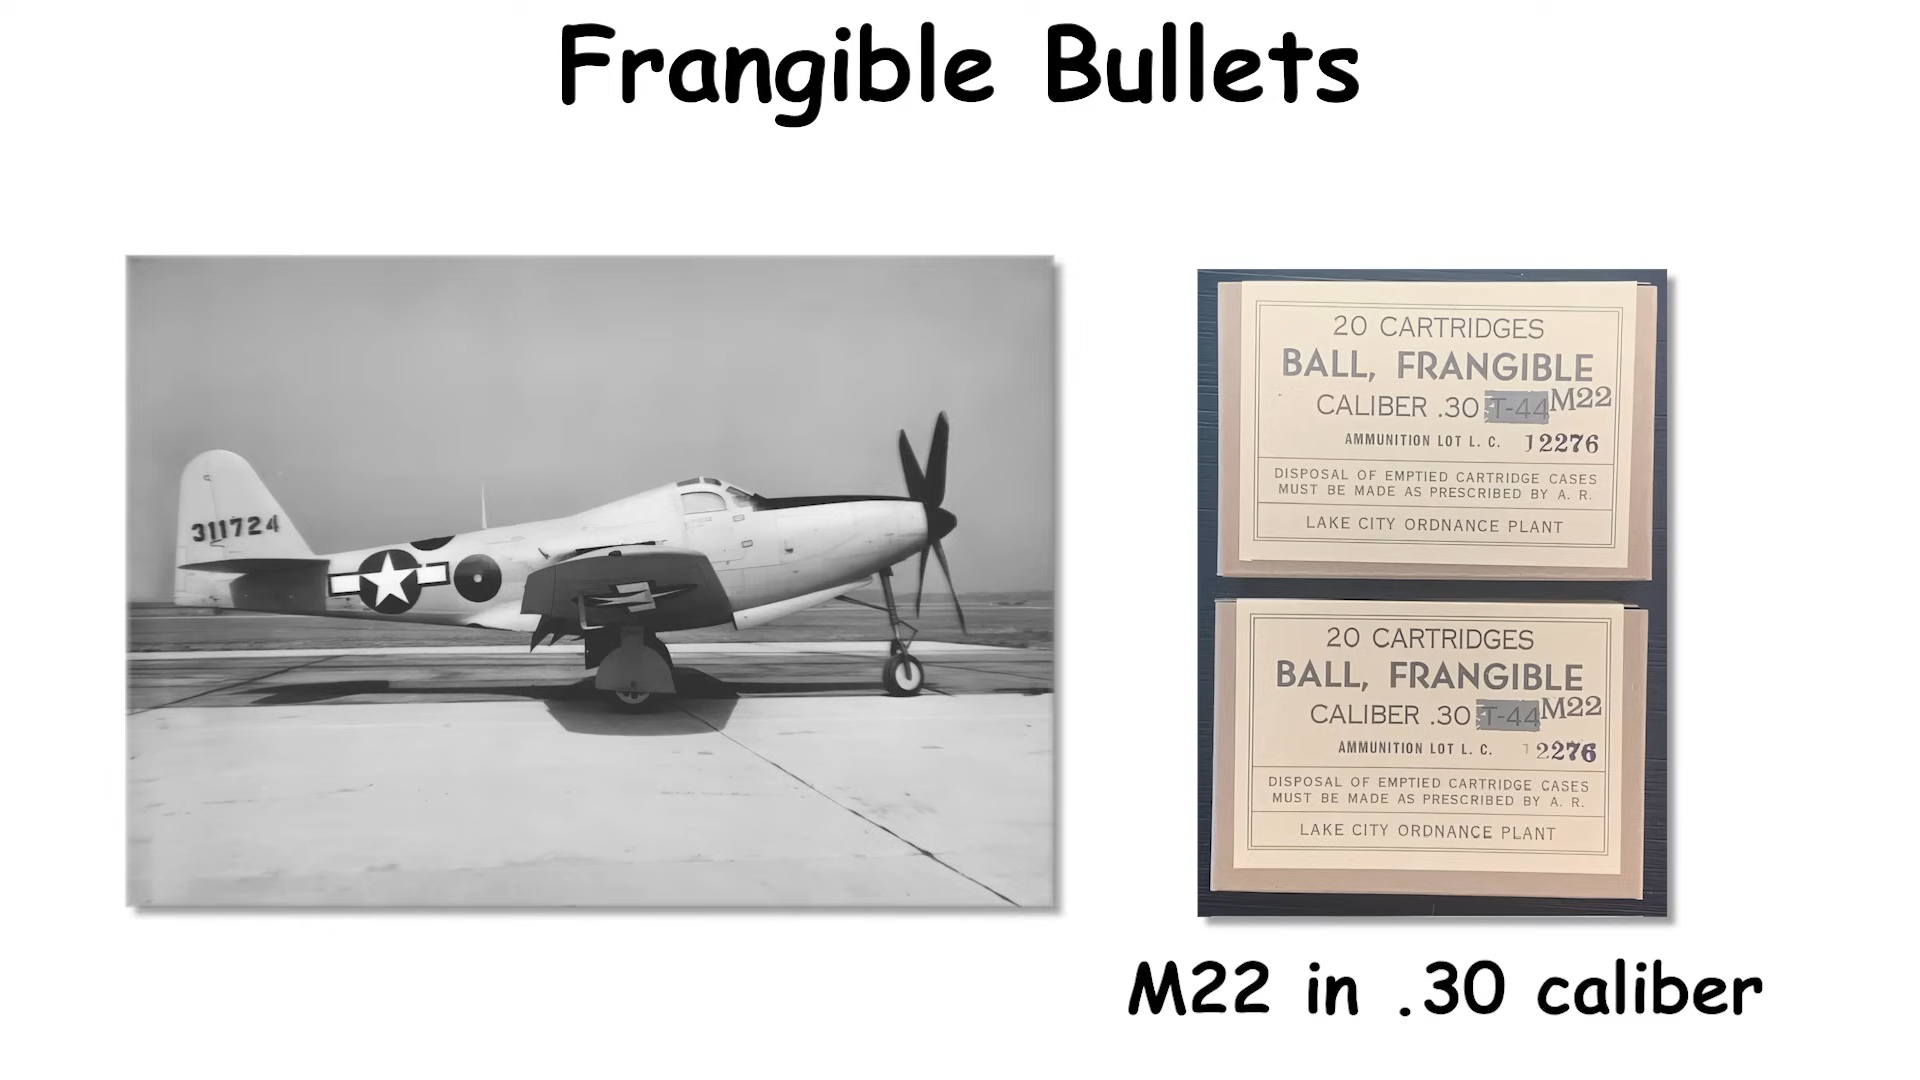 Frangible Bullets
311724
20 CARTRIDGES
BALL, FRANGIBLE
CALIBER .30 T-44 M22
AMMUNITION LOT L. C. 12276
DISPOSAL OF EMPTIED CARTRIDGE CASES
MUST BE MADE AS PRESCRIBED BY A. R.
LAKE CITY ORDNANCE PLANT
20 CARTRIDGES
BALL, FRANGIBLE
CALIBER .30 T-44 M22
AMMUNITION LOT L. C. 12276
DISPOSAL OF EMPTIED CARTRIDGE CASES
MUST BE MADE AS PRESCRIBED BY A. R.
LAKE CITY ORDNANCE PLANT
M22 in .30 caliber